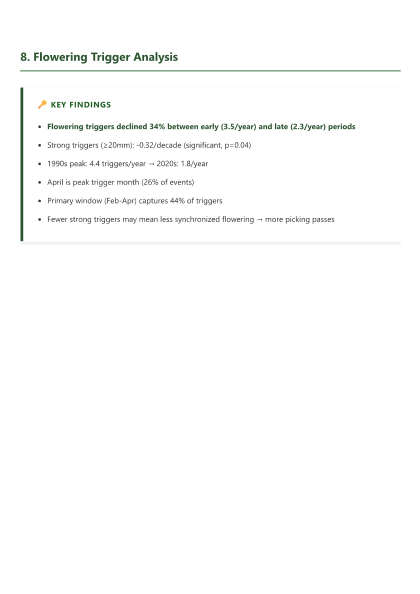 8. Flowering Trigger Analysis
🔑 KEY FINDINGS
• Flowering triggers declined 34% between early (3.5/year) and late (2.3/year) periods
• Strong triggers (≥20mm): -0.32/decade (significant, p=0.04)
• 1990s peak: 4.4 triggers/year → 2020s: 1.8/year
• April is peak trigger month (26% of events)
• Primary window (Feb-Apr) captures 44% of triggers
• Fewer strong triggers may mean less synchronized flowering → more picking passes